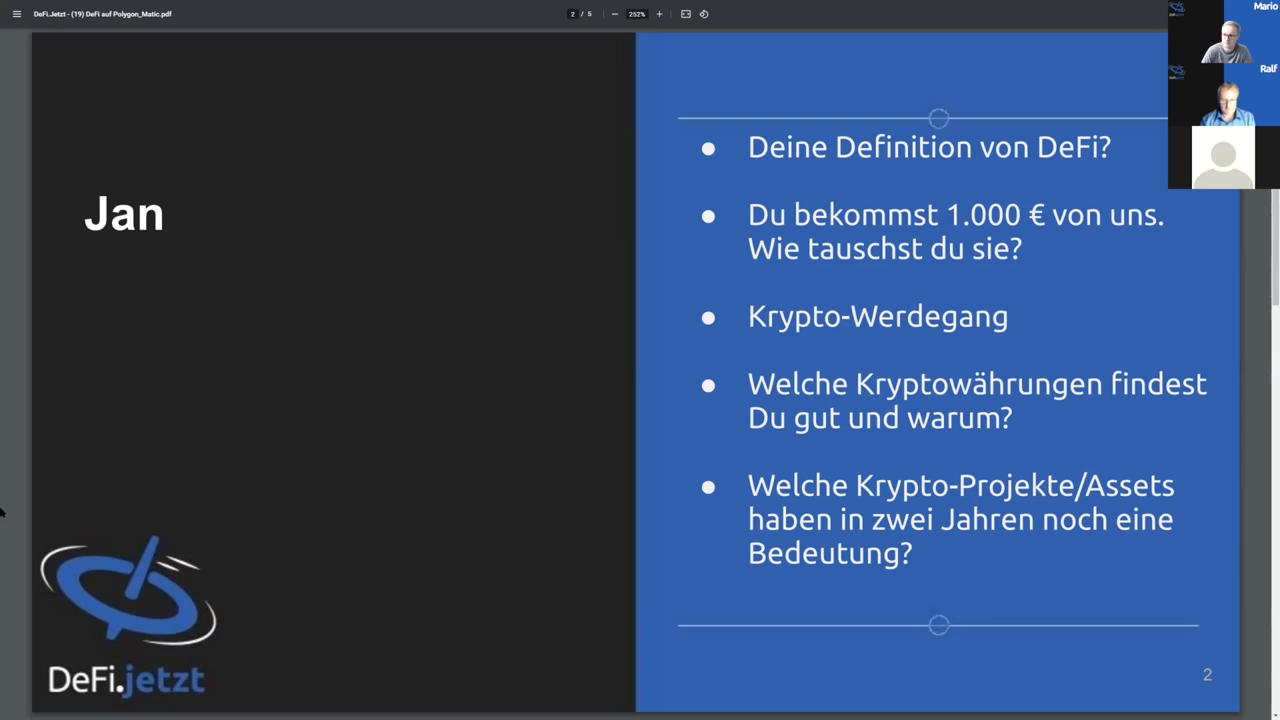 DeFi.Jetzt - (19) DeFi auf Polygon_Matic.pdf
2 / 5
252%
Mario
Ralf
Jan
Deine Definition von DeFi?
Du bekommst 1.000 € von uns.
Wie tauschst du sie?
Krypto-Werdegang
Welche Kryptowährungen findest
Du gut und warum?
Welche Krypto-Projekte/Assets
haben in zwei Jahren noch eine
Bedeutung?
DeFi.jetzt
2